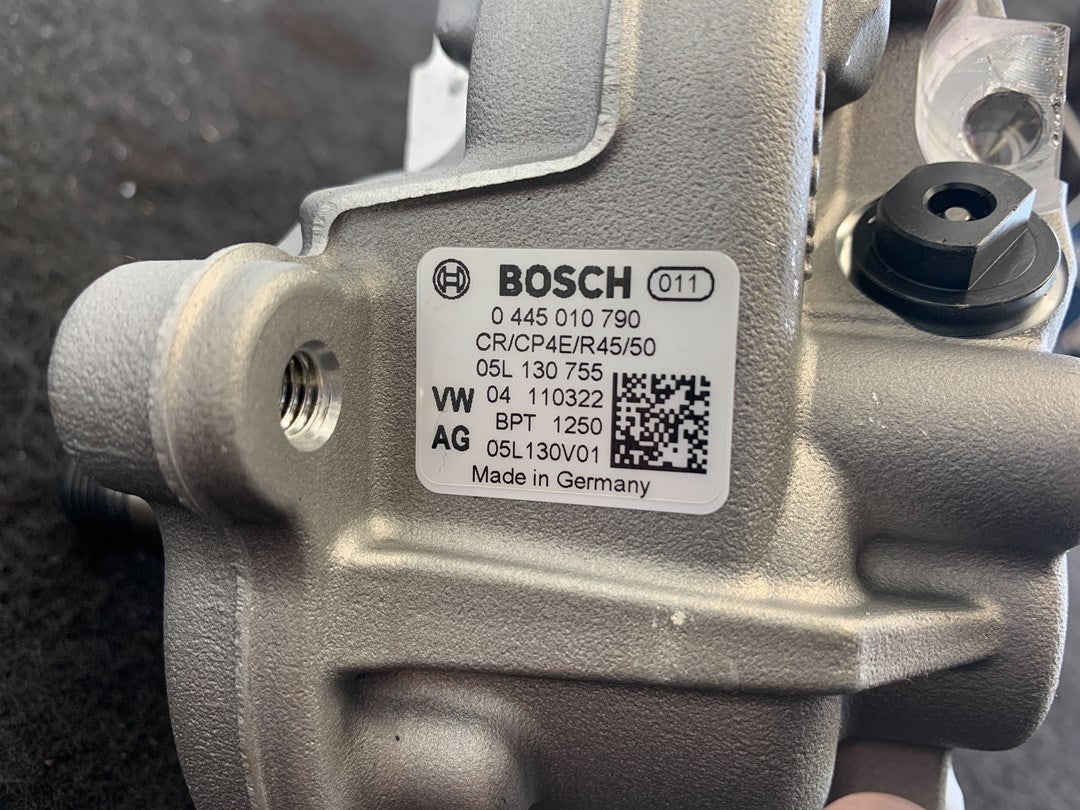 BOSCH 011
0 445 010 790
CR/CP4E/R45/50
05L 130 755
VW 04 110322
BPT 1250
AG 05L130V01
Made in Germany